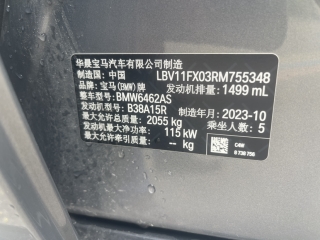 华晨宝马汽车有限公司制造
制造国：中国 LBV11FX03RM755348
品牌：宝马(BMW)牌 发动机排量：1499 mL
整车型号：BMW6462AS
发动机型号：B38A15R 制造年月：2023-10
最大允许总质量：2055 kg 乘坐人数：5
发动机最大净功率：115 kW
最大允许牵引质量：-- kg